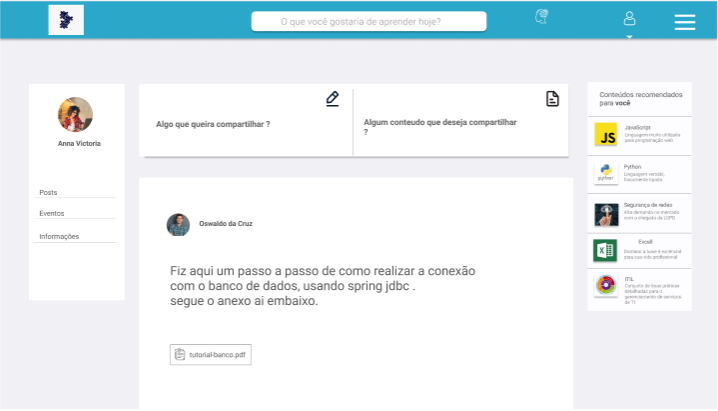 O que você gostaria de aprender hoje?
Anna Victoria
Posts
Eventos
Informações
Algo que queira compartilhar ?
Algum conteudo que deseja compartilhar
?
Oswaldo da Cruz
Fiz aqui um passo a passo de como realizar a conexão
com o banco de dados, usando spring jdbc .
segue o anexo ai embaixo.
tutorial-banco.pdf
Conteúdos recomendados
para você
JS
JavaScript
Linguagem muito utilizada
para programação web
python
Python
Linguagem versátil,
Segurança de redes
Alta demanda no mercado
com a chegada da LGPD
Excell
para sua vida profissional
ITIL
Conjunto de boas práticas
detalhadas para o
gerenciamento de serviços
de TI